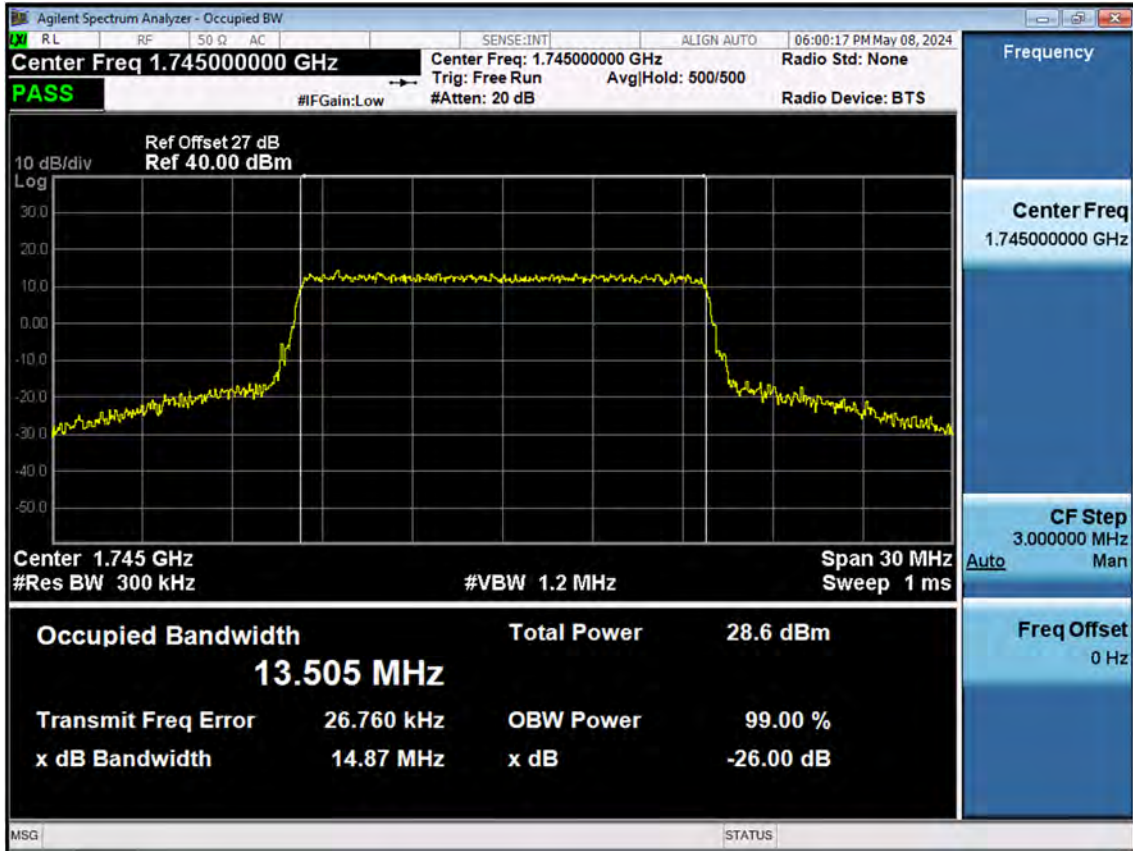 Agilent Spectrum Analyzer - Occupied BW
LXI RL RF 50 Ω AC SENSE:INT ALIGN AUTO 06:00:17 PM May 08, 2024
Center Freq 1.745000000 GHz
Center Freq: 1.745000000 GHz
Radio Std: None
Trig: Free Run Avg|Hold: 500/500
PASS
#IFGain:Low
#Atten: 20 dB
Radio Device: BTS
Ref Offset 27 dB
10 dB/div Ref 40.00 dBm
Log
30.0
20.0
10.0
0.00
-10.0
-20.0
-30.0
-40.0
-50.0
Center 1.745 GHz Span 30 MHz
#Res BW 300 kHz #VBW 1.2 MHz Sweep 1 ms
Occupied Bandwidth Total Power 28.6 dBm
13.505 MHz
Transmit Freq Error 26.760 kHz OBW Power 99.00 %
x dB Bandwidth 14.87 MHz x dB -26.00 dB
MSG STATUS
Frequency
Center Freq
1.745000000 GHz
CF Step
3.000000 MHz
Auto Man
Freq Offset
0 Hz